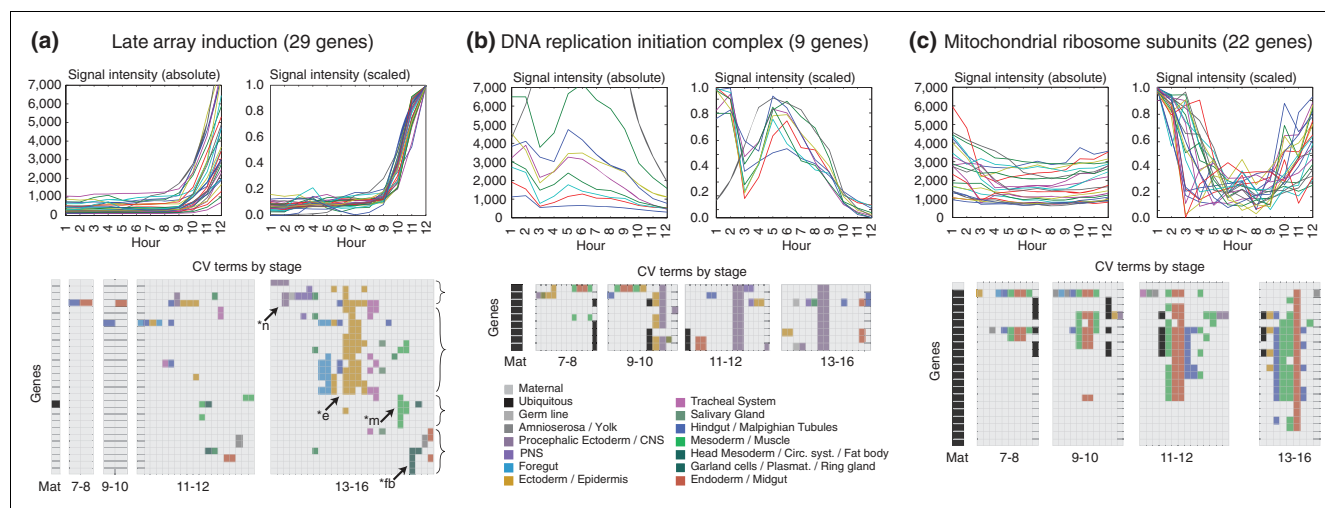 (a) Late array induction (29 genes)
Signal intensity (absolute) Signal intensity (scaled)
7,000
6,000
5,000
4,000
3,000
2,000
1,000
0
1.0
0.8
0.6
0.4
0.2
0.0
1 2 3 4 5 6 7 8 9 10 11 12
1 2 3 4 5 6 7 8 9 10 11 12
Hour Hour
CV terms by stage
Genes
*n
*e
*m
*fb
Mat 7-8 9-10 11-12 13-16
(b) DNA replication initiation complex (9 genes)
Signal intensity (absolute) Signal intensity (scaled)
7,000
6,000
5,000
4,000
3,000
2,000
1,000
0
1.0
0.8
0.6
0.4
0.2
0.0
1 2 3 4 5 6 7 8 9 10 11 12
1 2 3 4 5 6 7 8 9 10 11 12
Hour Hour
CV terms by stage
Genes
Mat 7-8 9-10 11-12 13-16
Maternal
Ubiquitous
Germ line
Amnioserosa / Yolk
Procephalic Ectoderm / CNS
PNS
Foregut
Ectoderm / Epidermis
Tracheal System
Salivary Gland
Hindgut / Malpighian Tubules
Mesoderm / Muscle
Head Mesoderm / Circ. syst. / Fat body
Garland cells / Plasmat. / Ring gland
Endoderm / Midgut
(c) Mitochondrial ribosome subunits (22 genes)
Signal intensity (absolute) Signal intensity (scaled)
7,000
6,000
5,000
4,000
3,000
2,000
1,000
0
1.0
0.8
0.6
0.4
0.2
0.0
1 2 3 4 5 6 7 8 9 10 11 12
1 2 3 4 5 6 7 8 9 10 11 12
Hour Hour
CV terms by stage
Genes
Mat 7-8 9-10 11-12 13-16